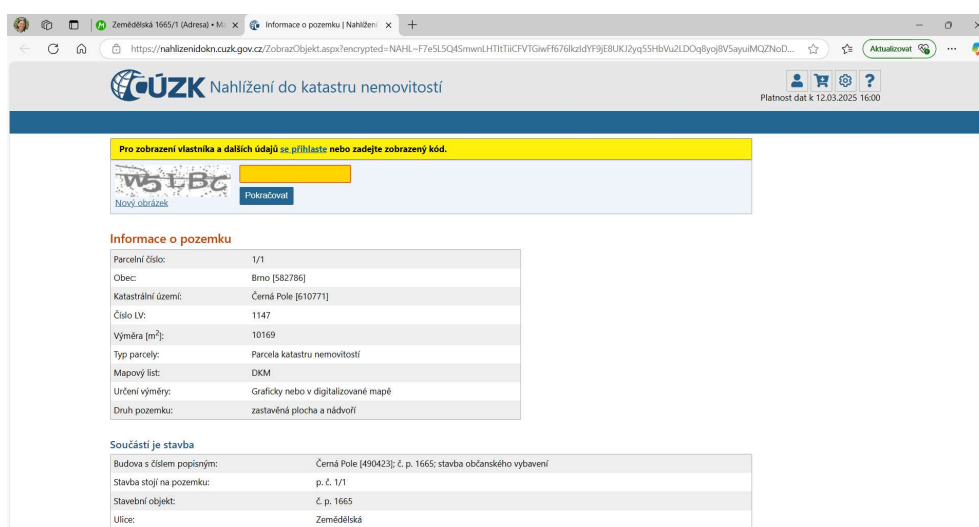 Zemědělská 1665/1 (Adresa) • Ma
Informace o pozemku | Nahlížení
https://nahlizenidokn.cuzk.gov.cz/ZobrazObjekt.aspx?encrypted=
Aktualizovat
ČÚZK Nahlížení do katastru nemovitostí
Platnost dat k 12.03.2025 16:00
Pro zobrazení vlastníka a dalších údajů se přihlaste nebo zadejte zobrazený kód.
W5LBC
Nový obrázek
Pokračovat
Informace o pozemku
Parcelní číslo: 1/1
Obec: Brno [582786]
Katastrální území: Černá Pole [610771]
Číslo LV: 1147
Výměra [m²]: 10169
Typ parcely: Parcela katastru nemovitostí
Mapový list: DKM
Určení výměry: Graficky nebo v digitalizované mapě
Druh pozemku: zastavěná plocha a nádvoří
Součástí je stavba
Budova s číslem popisným: Černá Pole [490423]; č. p. 1665; stavba občanského vybavení
Stavba stojí na pozemku: p. č. 1/1
Stavební objekt: č. p. 1665
Ulice: Zemědělská